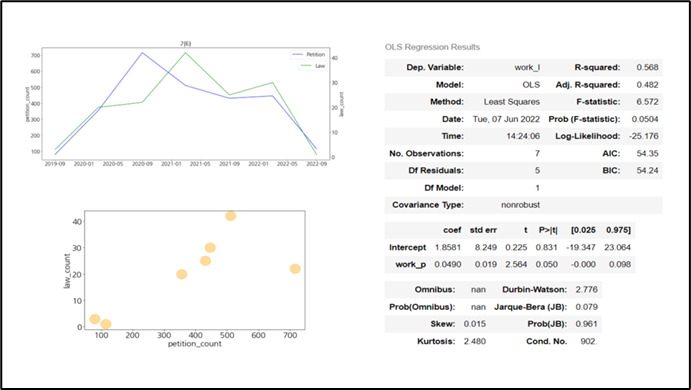 기타
Petition
Law
700
600
500
400
300
200
100
petition_count
40
30
20
10
0
law_count
2019-09 2020-01 2020-05 2020-09 2021-01 2021-05 2021-09 2022-01 2022-05 2022-09
40
30
20
10
0
law_count
100 200 300 400 500 600 700
petition_count
OLS Regression Results
Dep. Variable: work_l R-squared: 0.568
Model: OLS Adj. R-squared: 0.482
Method: Least Squares F-statistic: 6.572
Date: Tue, 07 Jun 2022 Prob (F-statistic): 0.0504
Time: 14:24:06 Log-Likelihood: -25.176
No. Observations: 7 AIC: 54.35
Df Residuals: 5 BIC: 54.24
Df Model: 1
Covariance Type: nonrobust
coef std err t P>|t| [0.025 0.975]
Intercept 1.8581 8.249 0.225 0.831 -19.347 23.064
work_p 0.0490 0.019 2.564 0.050 -0.000 0.098
Omnibus: nan Durbin-Watson: 2.776
Prob(Omnibus): nan Jarque-Bera (JB): 0.079
Skew: 0.015 Prob(JB): 0.961
Kurtosis: 2.480 Cond. No. 902.